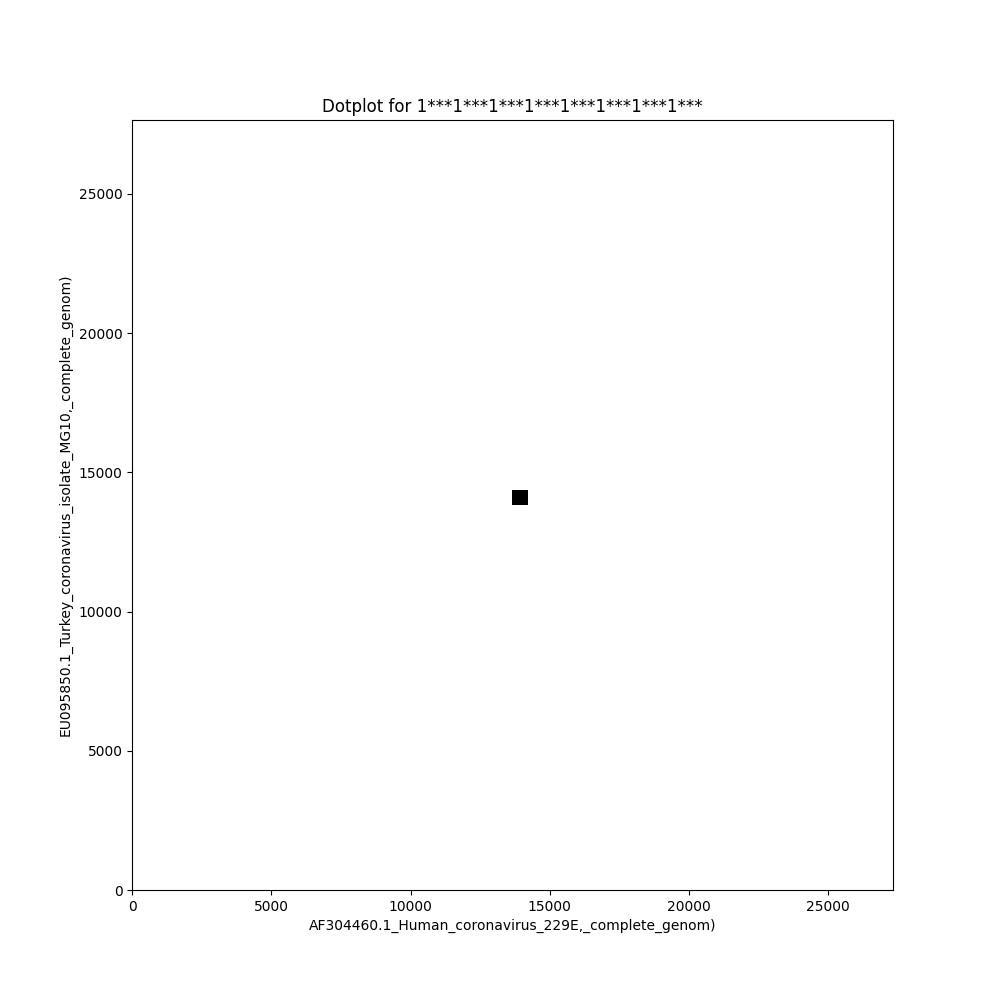 Dotplot for 1***1***1***1***1***1***1***1***
EU095850.1_Turkey_coronavirus_isolate_MG10,_complete_genom)
25000
20000
15000
10000
5000
0
0 5000 10000 15000 20000 25000
AF304460.1_Human_coronavirus_229E,_complete_genom)